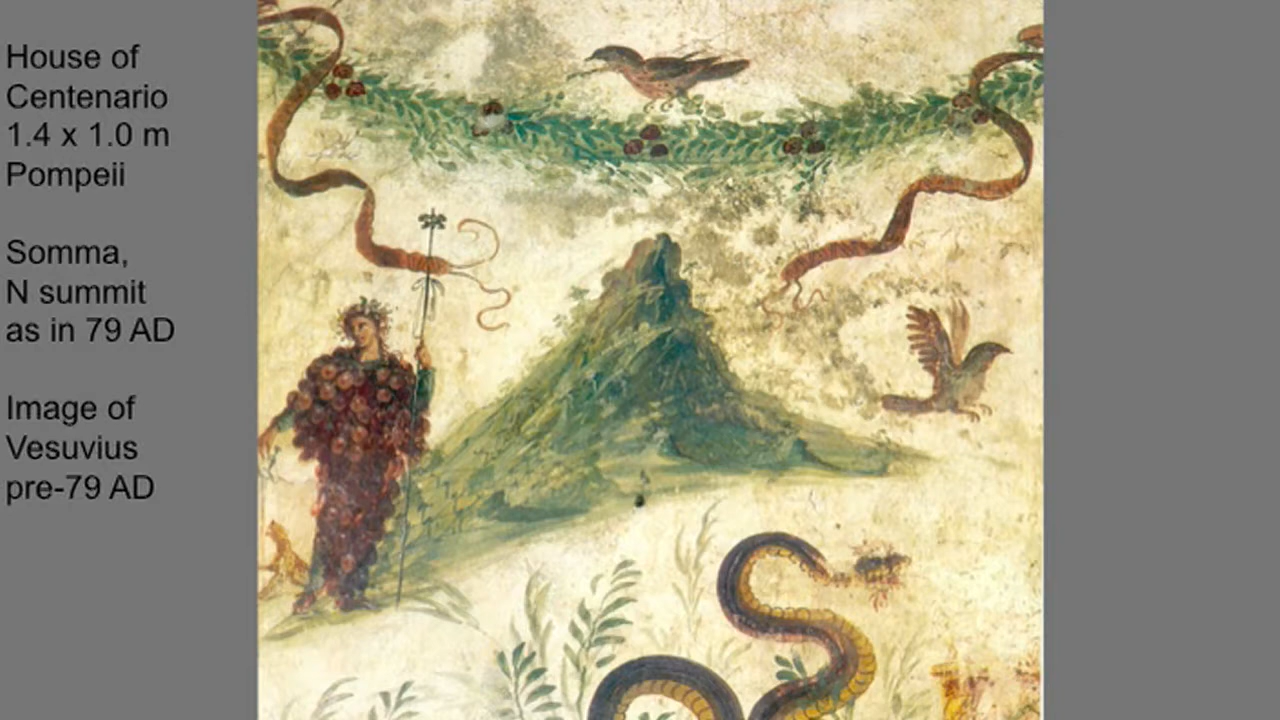 House of
Centenario
1.4 x 1.0 m
Pompeii
Somma,
N summit
as in 79 AD
Image of
Vesuvius
pre-79 AD